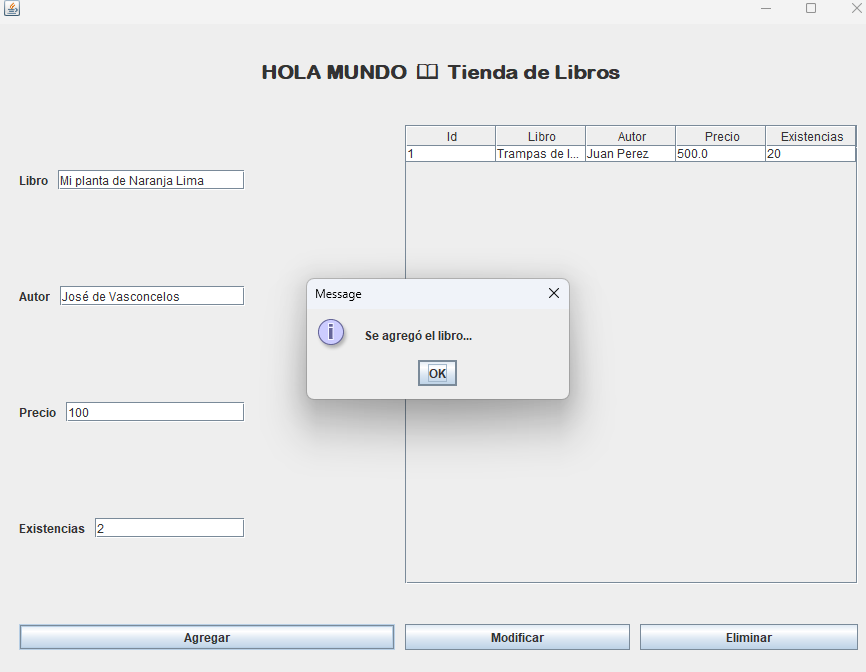 HOLA MUNDO 🕮 Tienda de Libros
Id Libro Autor Precio Existencias
1 Trampas de l... Juan Perez 500.0 20
Libro Mi planta de Naranja Lima
Autor José de Vasconcelos
Message
Se agregó el libro...
OK
Precio 100
Existencias 2
Agregar Modificar Eliminar